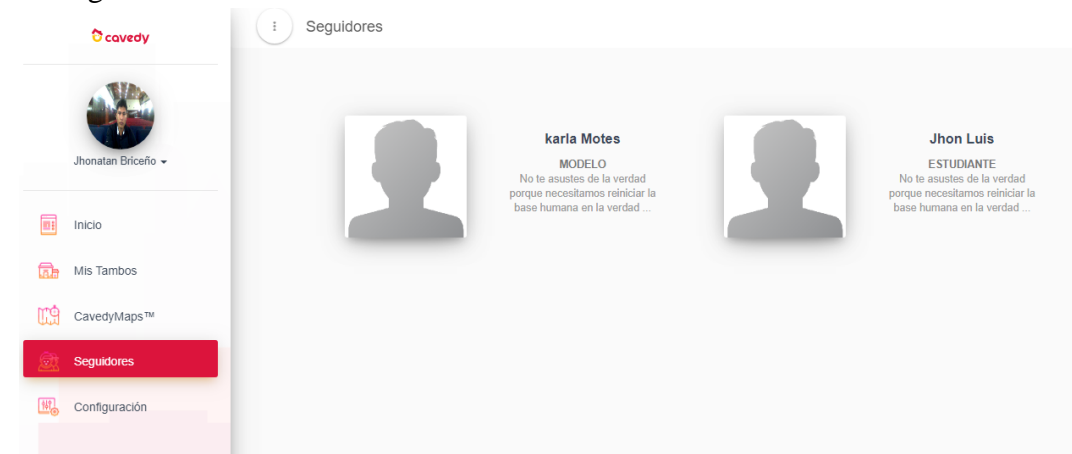 cavedy
Seguidores
Jhonatan Briceño
Inicio
Mis Tambos
CavedyMaps™
Seguidores
Configuración
karla Motes
MODELO
No te asustes de la verdad
porque necesitamos reiniciar la
base humana en la verdad ...
Jhon Luis
ESTUDIANTE
No te asustes de la verdad
porque necesitamos reiniciar la
base humana en la verdad ...